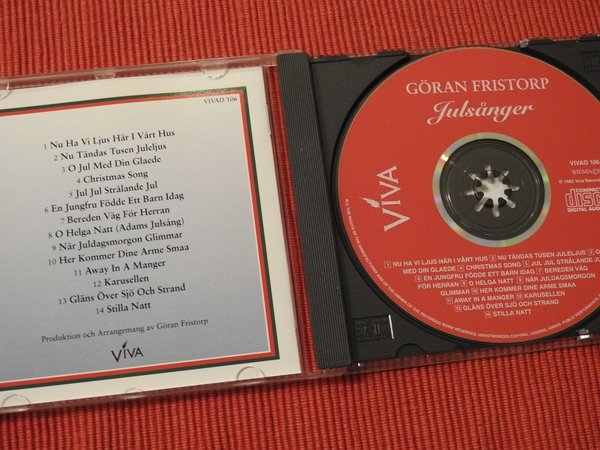 VIVAD 106
1 Nu Ha Vi Ljus Här I Vårt Hus
2 Nu Tändas Tusen Juleljus
3 O Jul Med Din Glaede
4 Christmas Song
5 Jul Jul Strålande Jul
6 En Jungfru Födde Ett Barn Idag
7 Bereden Väg För Herran
8 O Helga Natt (Adams Julsång)
9 När Juldagsmorgon Glimmar
10 Her Kommer Dine Arme Smaa
11 Away In A Manger
12 Karusellen
13 Gläns Över Sjö Och Strand
14 Stilla Natt
Produktion och Arrangemang av Göran Fristorp
VIVA
GÖRAN FRISTORP
Julsånger
VIVA
VIVAD 106
COMPACT
disc
DIGITAL AUDIO
1 NU HA VI LJUS HÄR I VÅRT HUS 2 NU TÄNDAS TUSEN JULELJUS 3 O
MED DIN GLAEDE 4 CHRISTMAS SONG 5 JUL JUL STRÅLANDE JU
6 EN JUNGFRU FÖDDE ETT BARN IDAG 7 BEREDEN VÄG
FÖR HERRAN 8 O HELGA NATT 9 NÄR JULDAGSMORGON
GLIMMAR 10 HER KOMMER DINE ARME SMAA
11 AWAY IN A MANGER 12 KARUSELLEN
13 GLÄNS ÖVER SJÖ OCH STRAND
14 STILLA NATT